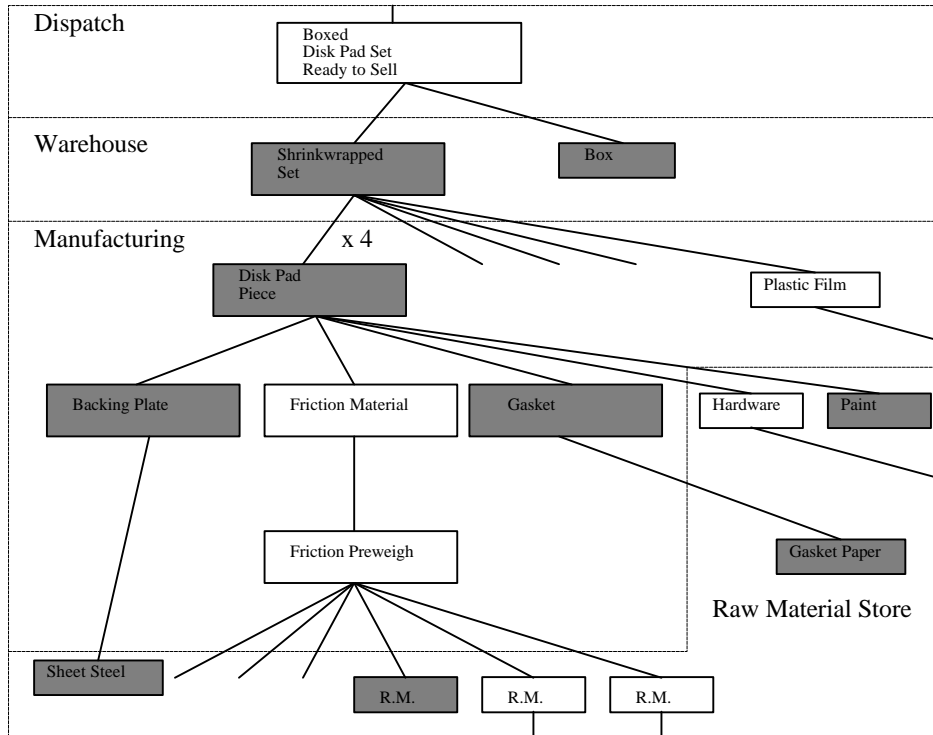 Dispatch
Boxed
Disk Pad Set
Ready to Sell
Warehouse
Shrinkwrapped
Set
Box
Manufacturing
x 4
Disk Pad
Piece
Plastic Film
Backing Plate
Friction Material
Gasket
Hardware
Paint
Friction Preweigh
Gasket Paper
Raw Material Store
Sheet Steel
R.M.
R.M.
R.M.